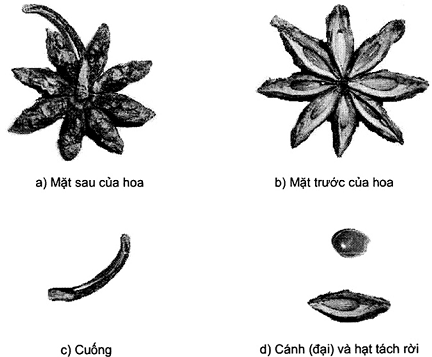 a) Mặt sau của hoa
b) Mặt trước của hoa
c) Cuống
d) Cánh (đại) và hạt tách rời